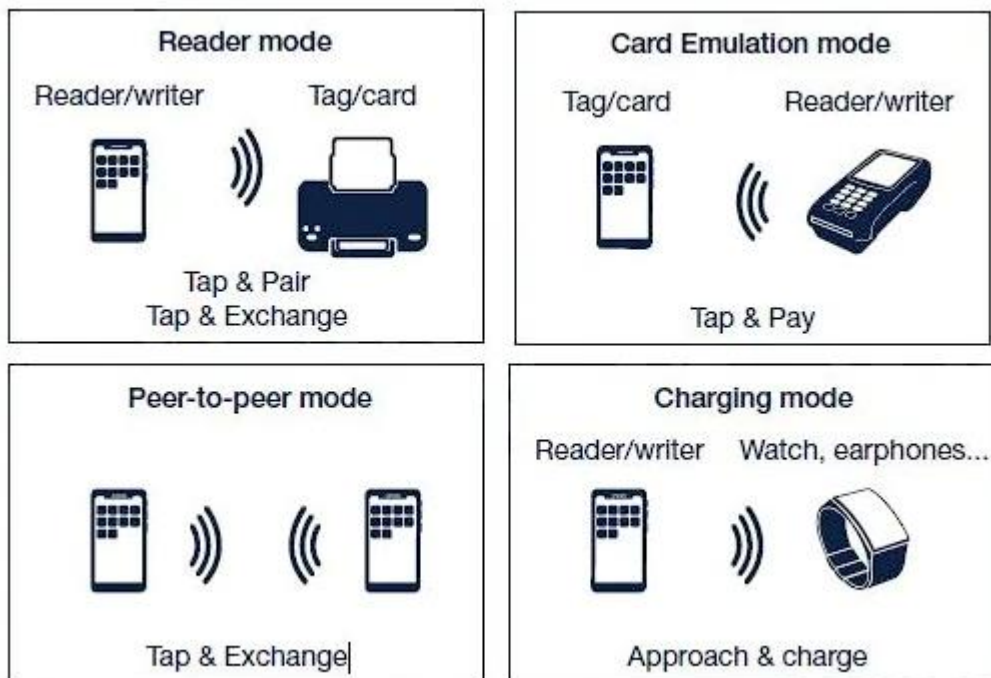 Reader mode
Reader/writer Tag/card
Tap & Pair
Tap & Exchange
Card Emulation mode
Tag/card Reader/writer
Tap & Pay
Peer-to-peer mode
Tap & Exchange
Charging mode
Reader/writer Watch, earphones...
Approach & charge